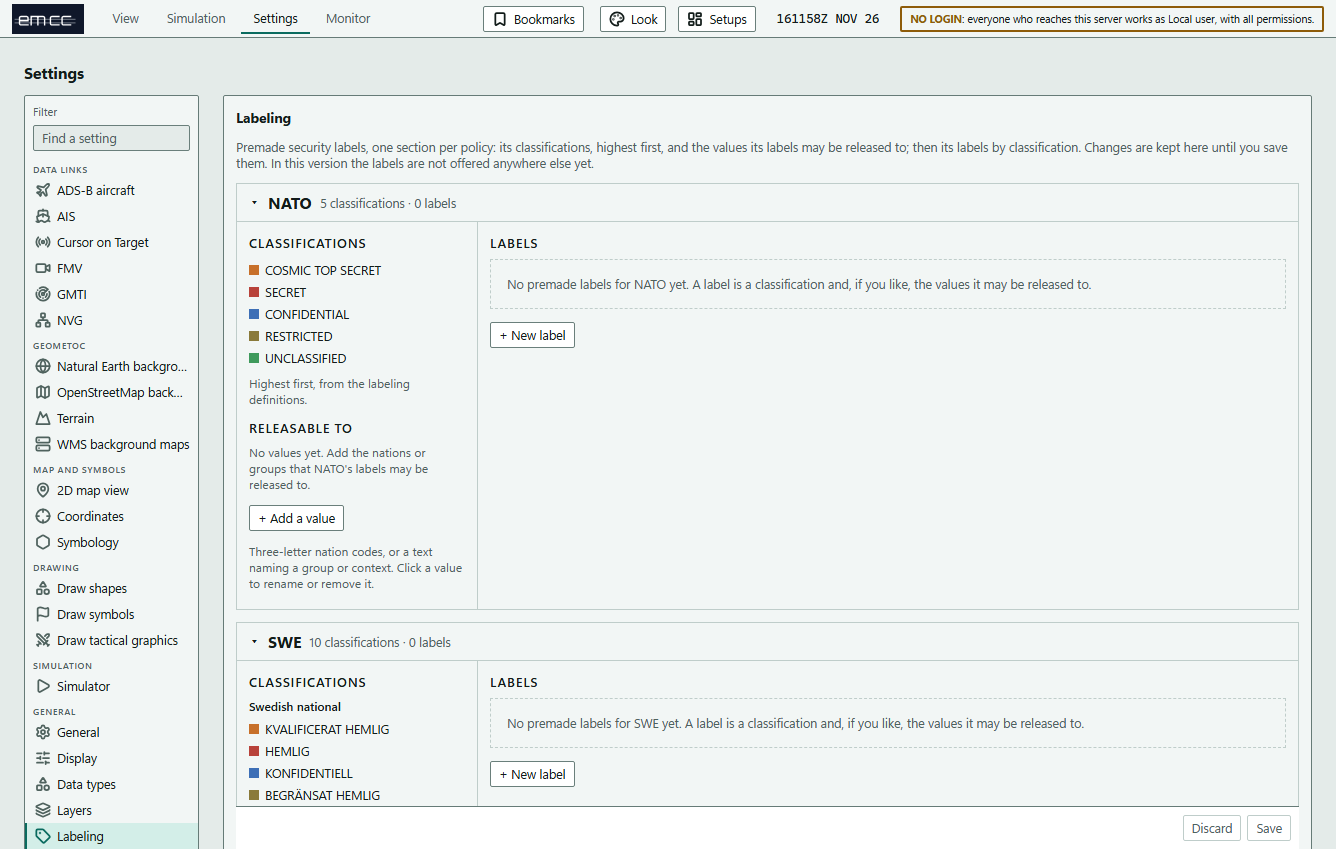 emcc
View
Simulation
Settings
Monitor
Bookmarks
Look
Setups
161158Z NOV 26
NO LOGIN: everyone who reaches this server works as Local user, with all permissions.
Settings
Filter
Find a setting
DATA LINKS
ADS-B aircraft
AIS
Cursor on Target
FMV
GMTI
NVG
GEOMETOC
Natural Earth backgro...
OpenStreetMap back...
Terrain
WMS background maps
MAP AND SYMBOLS
2D map view
Coordinates
Symbology
DRAWING
Draw shapes
Draw symbols
Draw tactical graphics
SIMULATION
Simulator
GENERAL
General
Display
Data types
Layers
Labeling
Labeling
Premade security labels, one section per policy: its classifications, highest first, and the values its labels may be released to; then its labels by classification. Changes are kept here until you save
them. In this version the labels are not offered anywhere else yet.
NATO 5 classifications · 0 labels
CLASSIFICATIONS
COSMIC TOP SECRET
SECRET
CONFIDENTIAL
RESTRICTED
UNCLASSIFIED
Highest first, from the labeling
definitions.
RELEASABLE TO
No values yet. Add the nations or
groups that NATO's labels may be
released to.
+ Add a value
Three-letter nation codes, or a text
naming a group or context. Click a value
to rename or remove it.
LABELS
No premade labels for NATO yet. A label is a classification and, if you like, the values it may be released to.
+ New label
SWE 10 classifications · 0 labels
CLASSIFICATIONS
Swedish national
KVALIFICERAT HEMLIG
HEMLIG
KONFIDENTIELL
BEGRÄNSAT HEMLIG
LABELS
No premade labels for SWE yet. A label is a classification and, if you like, the values it may be released to.
+ New label
Discard
Save